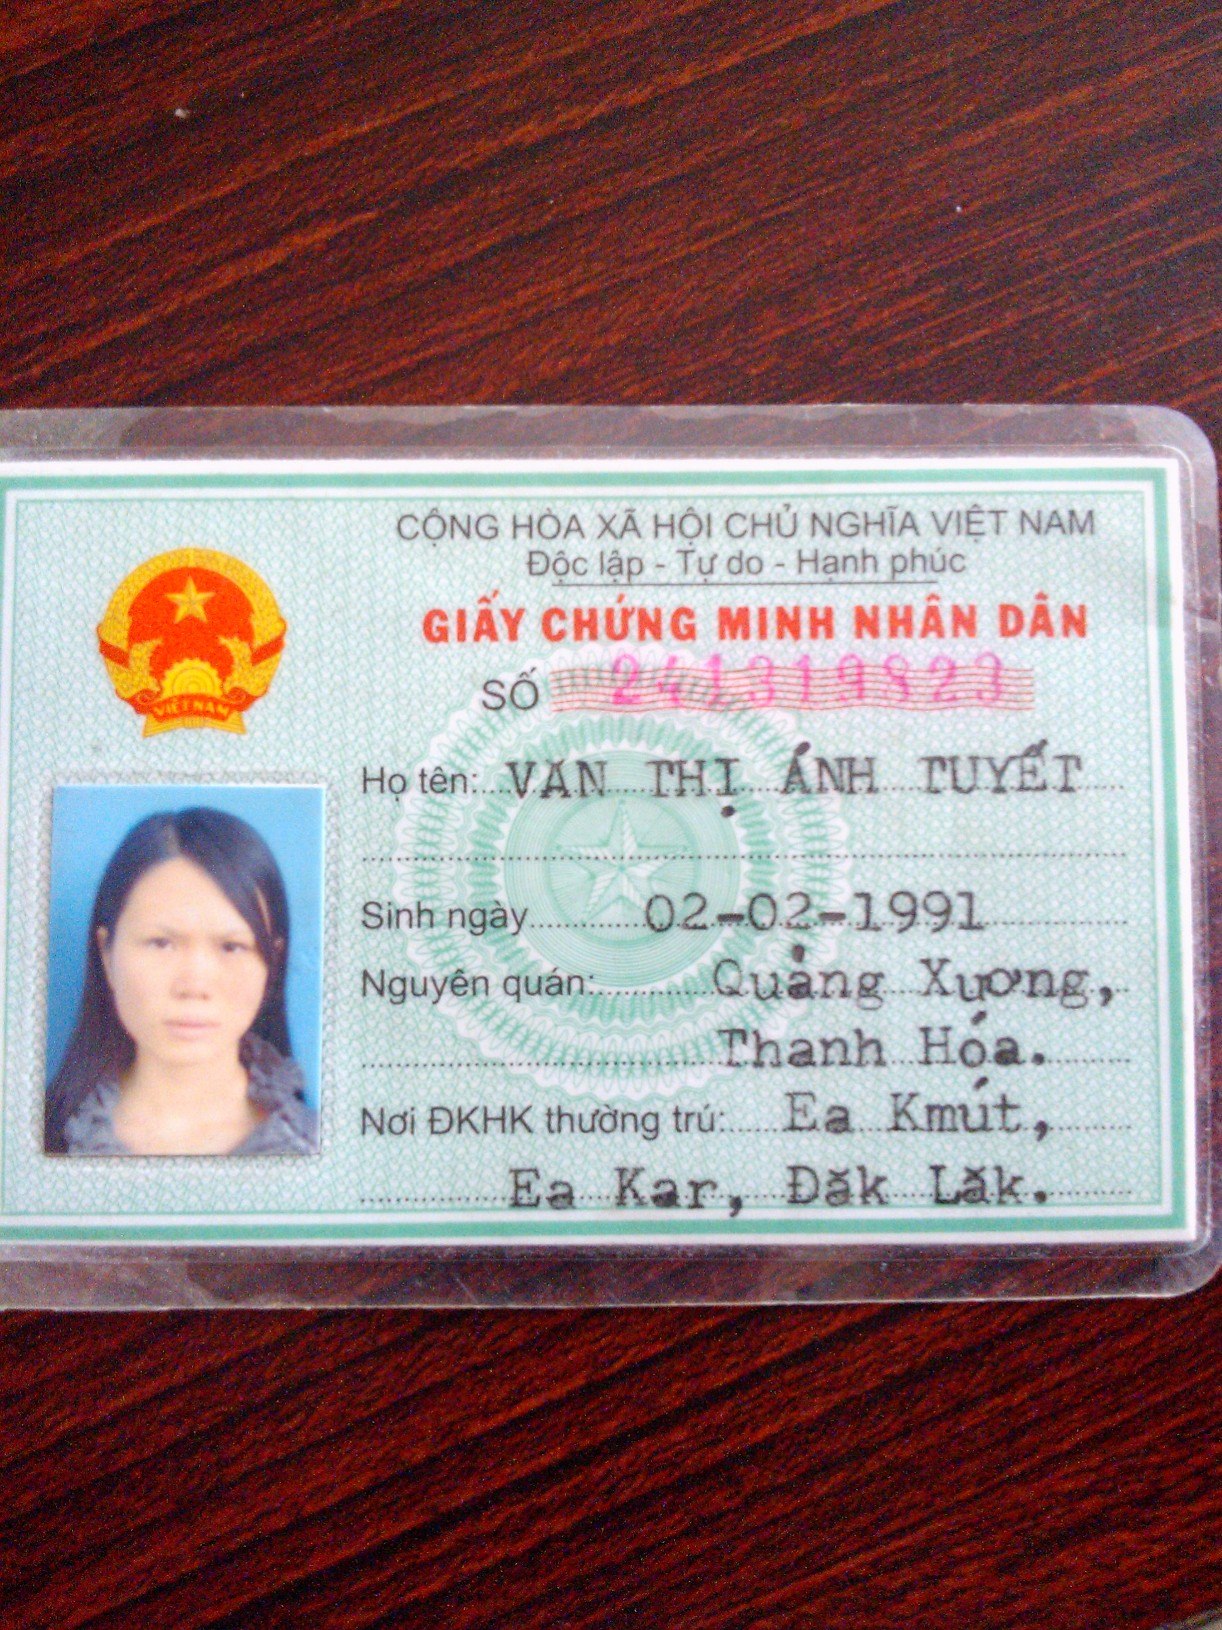 CỘNG HÒA XÃ HỘI CHỦ NGHĨA VIỆT NAM
Độc lập - Tự do - Hạnh phúc
GIẤY CHỨNG MINH NHÂN DÂN
SỐ 241319823
VIỆT NAM
Họ tên: VAN THỊ ÁNH TUYẾT
Sinh ngày 02-02-1991
Nguyên quán: Quảng Xương,
Thanh Hóa.
Nơi ĐKHK thường trú: Ea Kmút,
Ea Kar, Đăk Lăk.